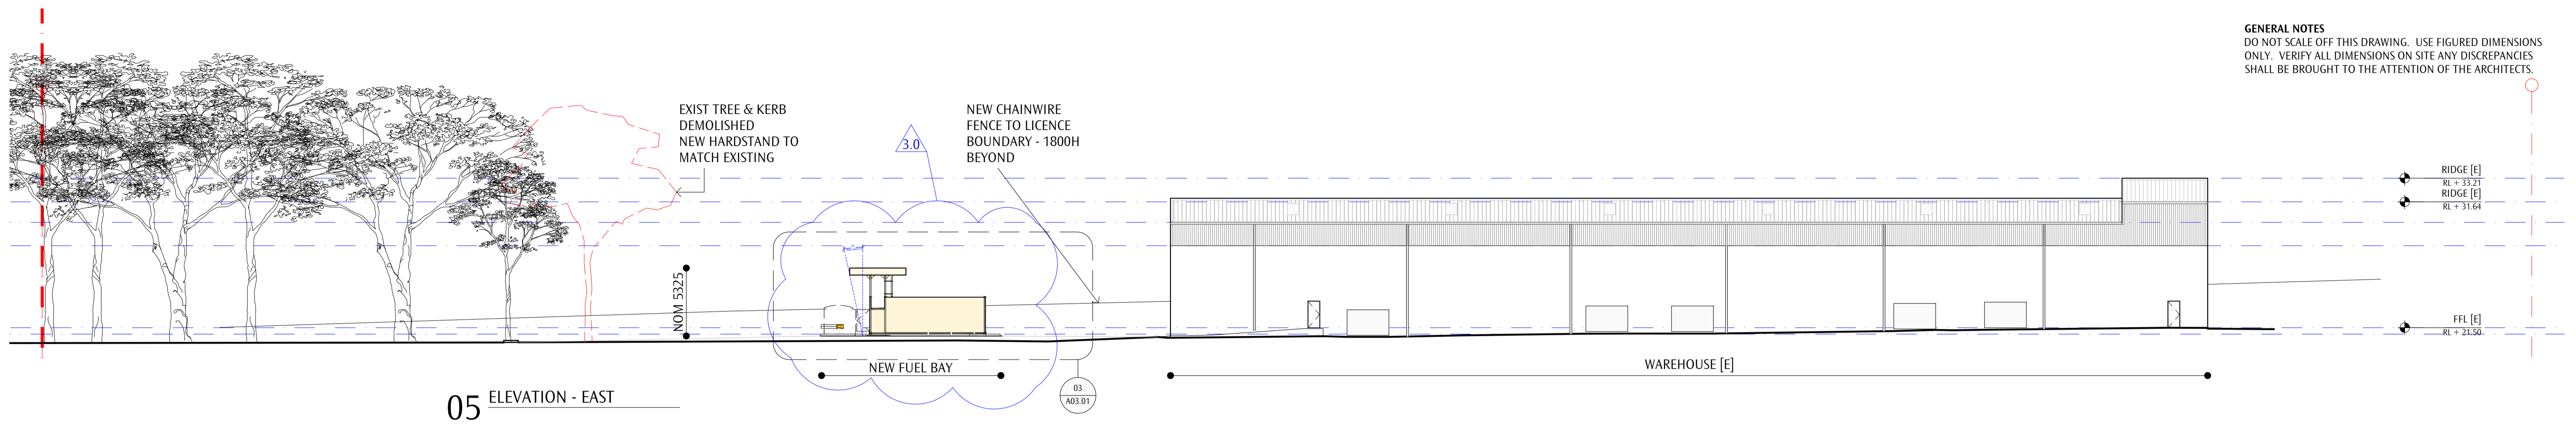 GENERAL NOTES
DO NOT SCALE OFF THIS DRAWING. USE FIGURED DIMENSIONS
ONLY. VERIFY ALL DIMENSIONS ON SITE ANY DISCREPANCIES
SHALL BE BROUGHT TO THE ATTENTION OF THE ARCHITECTS.
EXIST TREE & KERB
DEMOLISHED
NEW HARDSTAND TO
MATCH EXISTING
3.0
NEW CHAINWIRE
FENCE TO LICENCE
BOUNDARY - 1800H
BEYOND
RIDGE [E]
RL + 33.21
RIDGE [E]
RL + 31.64
NOM 5325
FFL [E]
RL + 21.50
NEW FUEL BAY
WAREHOUSE [E]
03
A03.01
05 ELEVATION - EAST